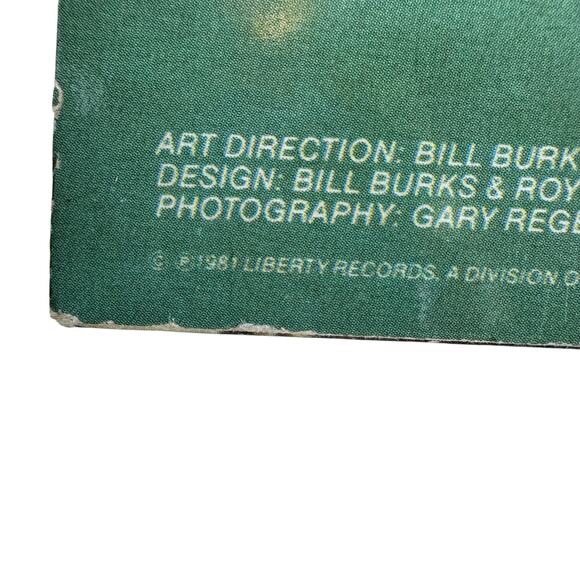 ART DIRECTION: BILL BURK
DESIGN: BILL BURKS & ROY
PHOTOGRAPHY: GARY REGE
© ℗ 1981 LIBERTY RECORDS, A DIVISION O